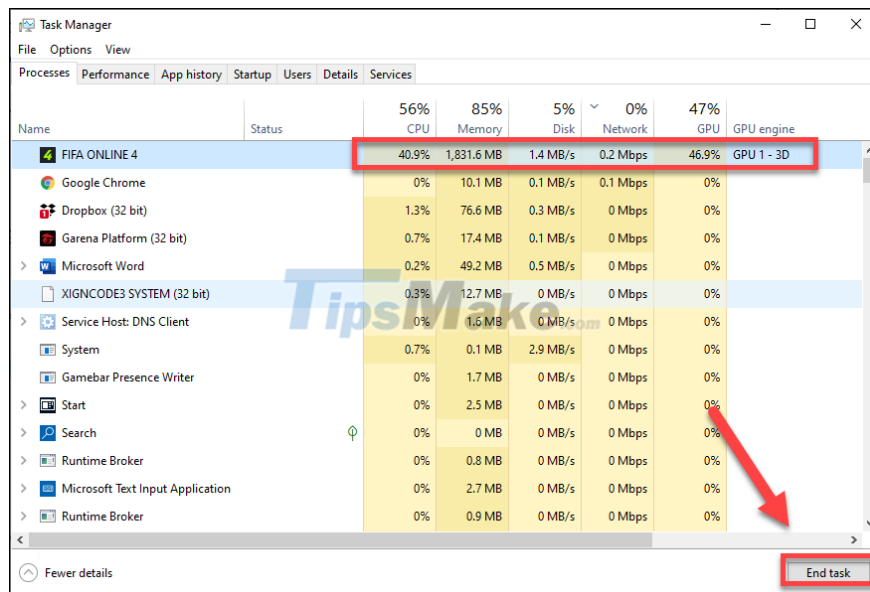 Task Manager
File Options View
Processes Performance App history Startup Users Details Services
56% 85% 5% 0% 47%
Name Status CPU Memory Disk Network GPU GPU engine
FIFA ONLINE 4 40.9% 1,831.6 MB 1.4 MB/s 0.2 Mbps 46.9% GPU 1 - 3D
Google Chrome 0% 10.1 MB 0.1 MB/s 0.1 Mbps 0%
Dropbox (32 bit) 1.3% 76.6 MB 0.3 MB/s 0 Mbps 0%
Garena Platform (32 bit) 0.7% 17.4 MB 0.1 MB/s 0 Mbps 0%
Microsoft Word 0.2% 49.2 MB 0.5 MB/s 0 Mbps 0%
XIGNCODE3 SYSTEM (32 bit) 0.3% 12.7 MB 0 MB/s 0 Mbps 0%
TipsMake.com
Service Host: DNS Client 0% 1.6 MB 0 MB/s 0 Mbps 0%
System 0.7% 0.1 MB 2.9 MB/s 0 Mbps 0%
Gamebar Presence Writer 0% 1.7 MB 0 MB/s 0 Mbps 0%
Start 0% 2.5 MB 0 MB/s 0 Mbps 0%
Search 0% 0 MB 0 MB/s 0 Mbps 0%
Runtime Broker 0% 0.8 MB 0 MB/s 0 Mbps 0%
Microsoft Text Input Application 0% 2.7 MB 0 MB/s 0 Mbps 0%
Runtime Broker 0% 0.9 MB 0 MB/s 0 Mbps 0%
Fewer details End task